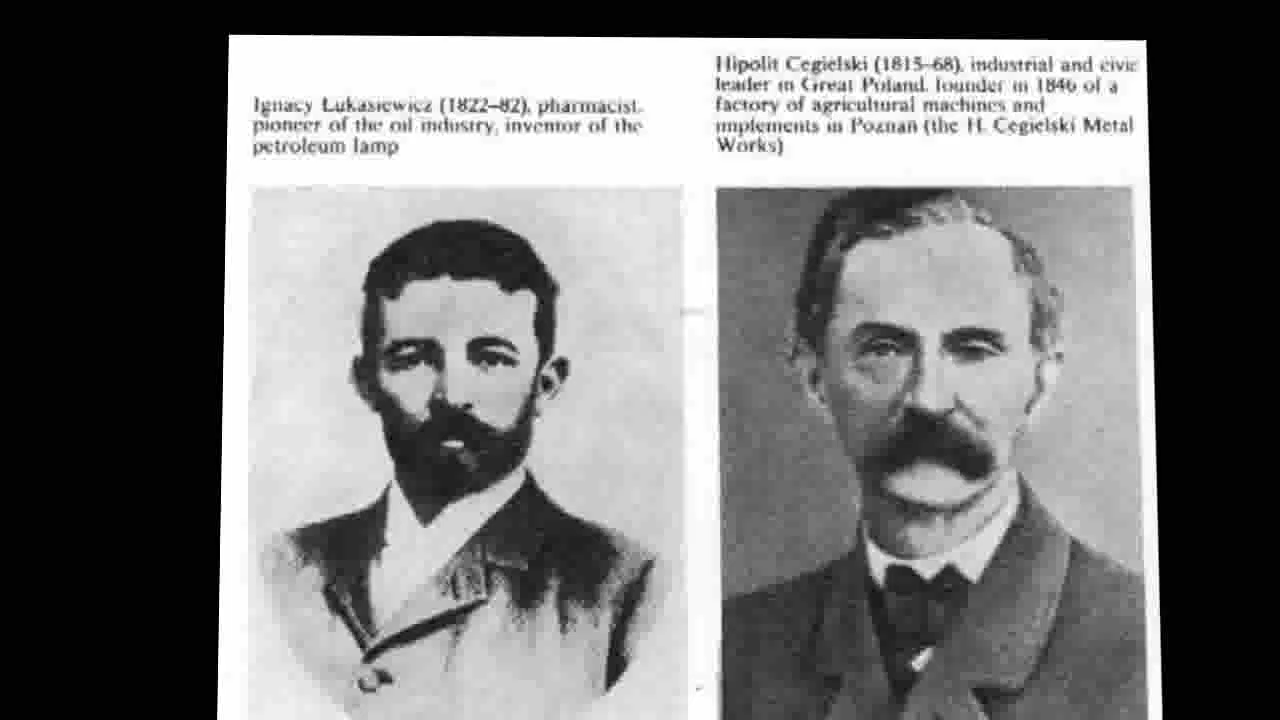 Ignacy Łukasiewicz (1822–82), pharmacist,
pioneer of the oil industry, inventor of the
petroleum lamp
Hipolit Cegielski (1815–68), industrial and civic
leader in Great Poland, founder in 1846 of a
factory of agricultural machines and
implements in Poznań (the H. Cegielski Metal
Works)